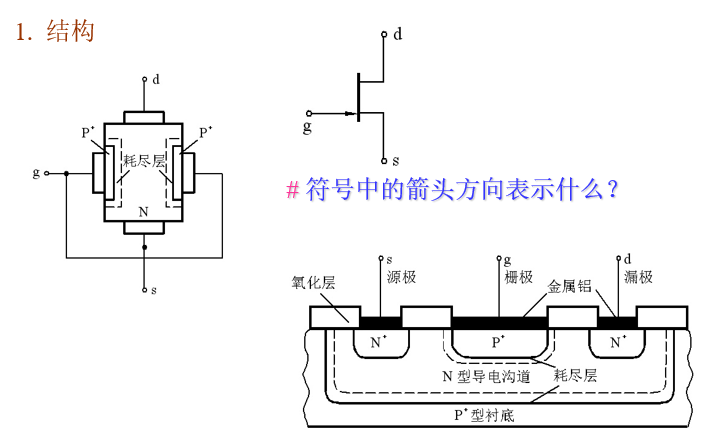 1. 结构
d
P⁺ P⁺
g 耗尽层
N
s
d
g
s
# 符号中的箭头方向表示什么？
s g d
氧化层 源极 栅极 金属铝 漏极
N⁺ P⁺ N⁺
N 型导电沟道 耗尽层
P⁺型衬底